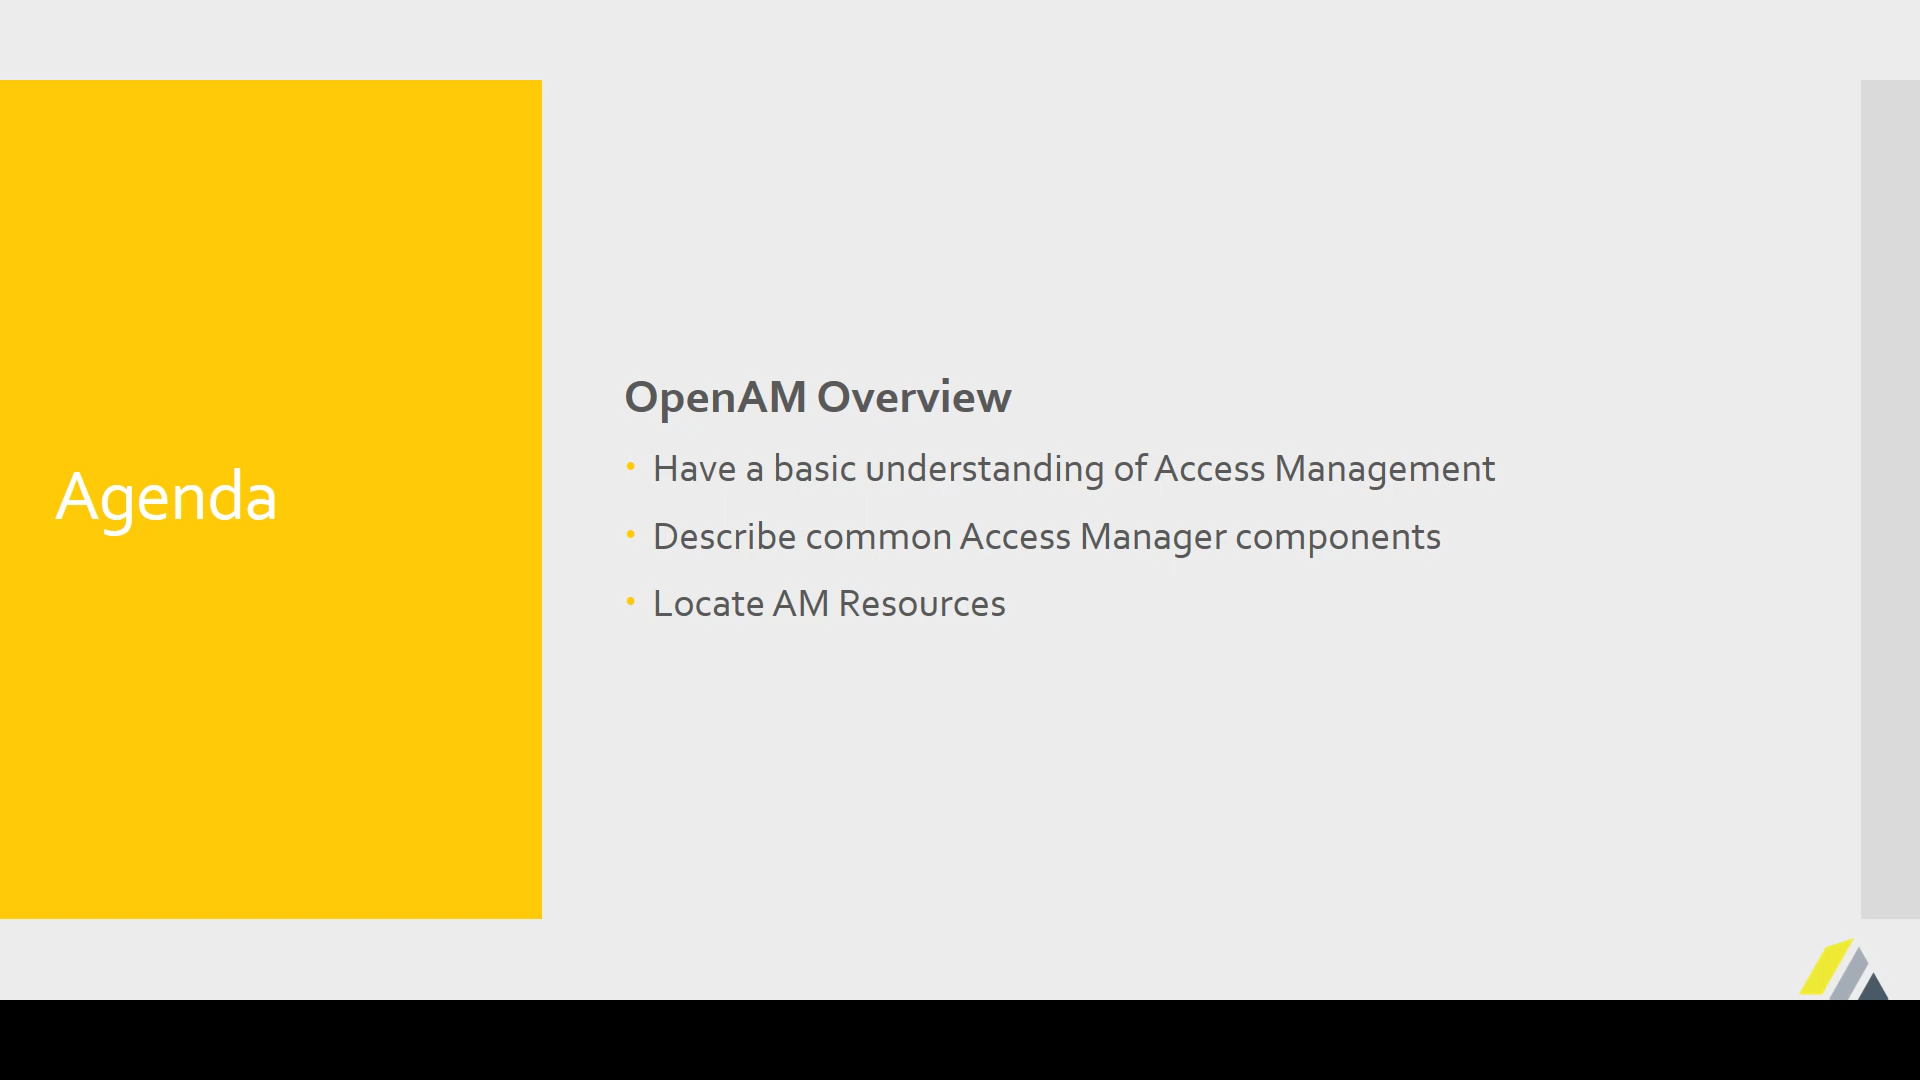 Agenda
OpenAM Overview
• Have a basic understanding of Access Management
• Describe common Access Manager components
• Locate AM Resources